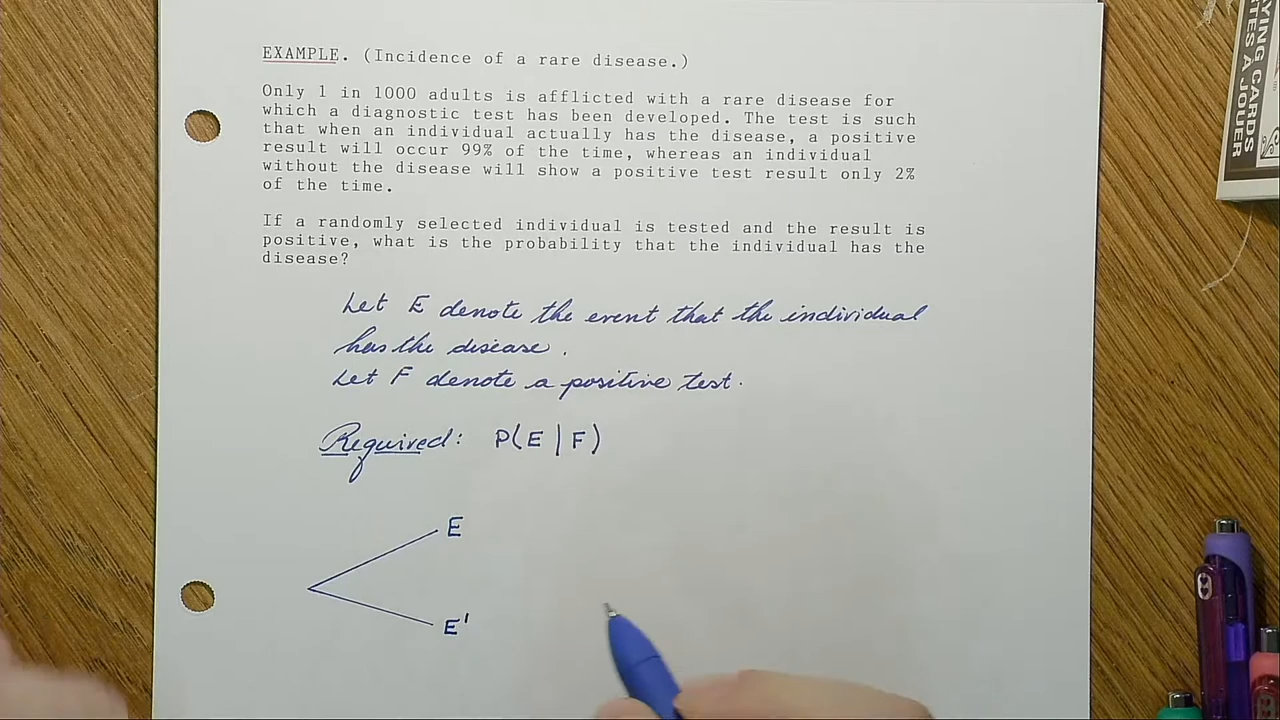 EXAMPLE. (Incidence of a rare disease.)
Only 1 in 1000 adults is afflicted with a rare disease for
which a diagnostic test has been developed. The test is such
that when an individual actually has the disease, a positive
result will occur 99% of the time, whereas an individual
without the disease will show a positive test result only 2%
of the time.
If a randomly selected individual is tested and the result is
positive, what is the probability that the individual has the
disease?
Let E denote the event that the individual
has the disease.
Let F denote a positive test.
Required: P(E|F)
E
E'
YING CARDS
TES A JOUER